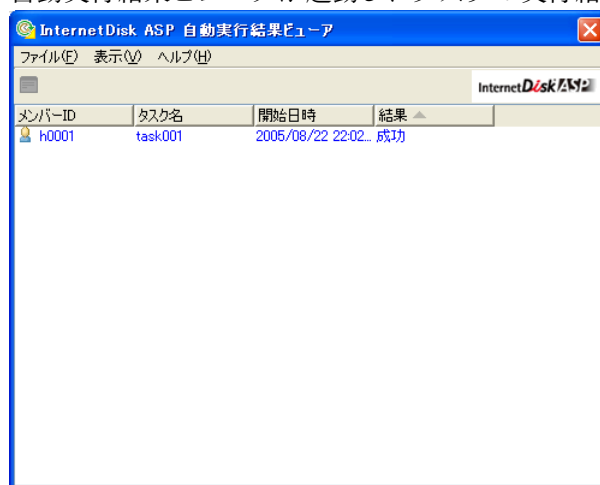 InternetDisk ASP 自動実行結果ビューア
ファイル(F) 表示(V) ヘルプ(H)
InternetDisk ASP
メンバーID タスク名 開始日時 結果
h0001 task001 2005/08/22 22:02... 成功